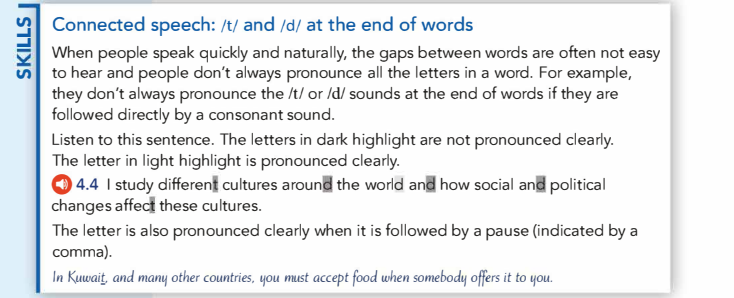 SKILLS
Connected speech: /t/ and /d/ at the end of words
When people speak quickly and naturally, the gaps between words are often not easy
to hear and people don't always pronounce all the letters in a word. For example,
they don't always pronounce the /t/ or /d/ sounds at the end of words if they are
followed directly by a consonant sound.
Listen to this sentence. The letters in dark highlight are not pronounced clearly.
The letter in light highlight is pronounced clearly.
4.4 I study different cultures around the world and how social and political
changes affect these cultures.
The letter is also pronounced clearly when it is followed by a pause (indicated by a
comma).
In Kuwait, and many other countries, you must accept food when somebody offers it to you.